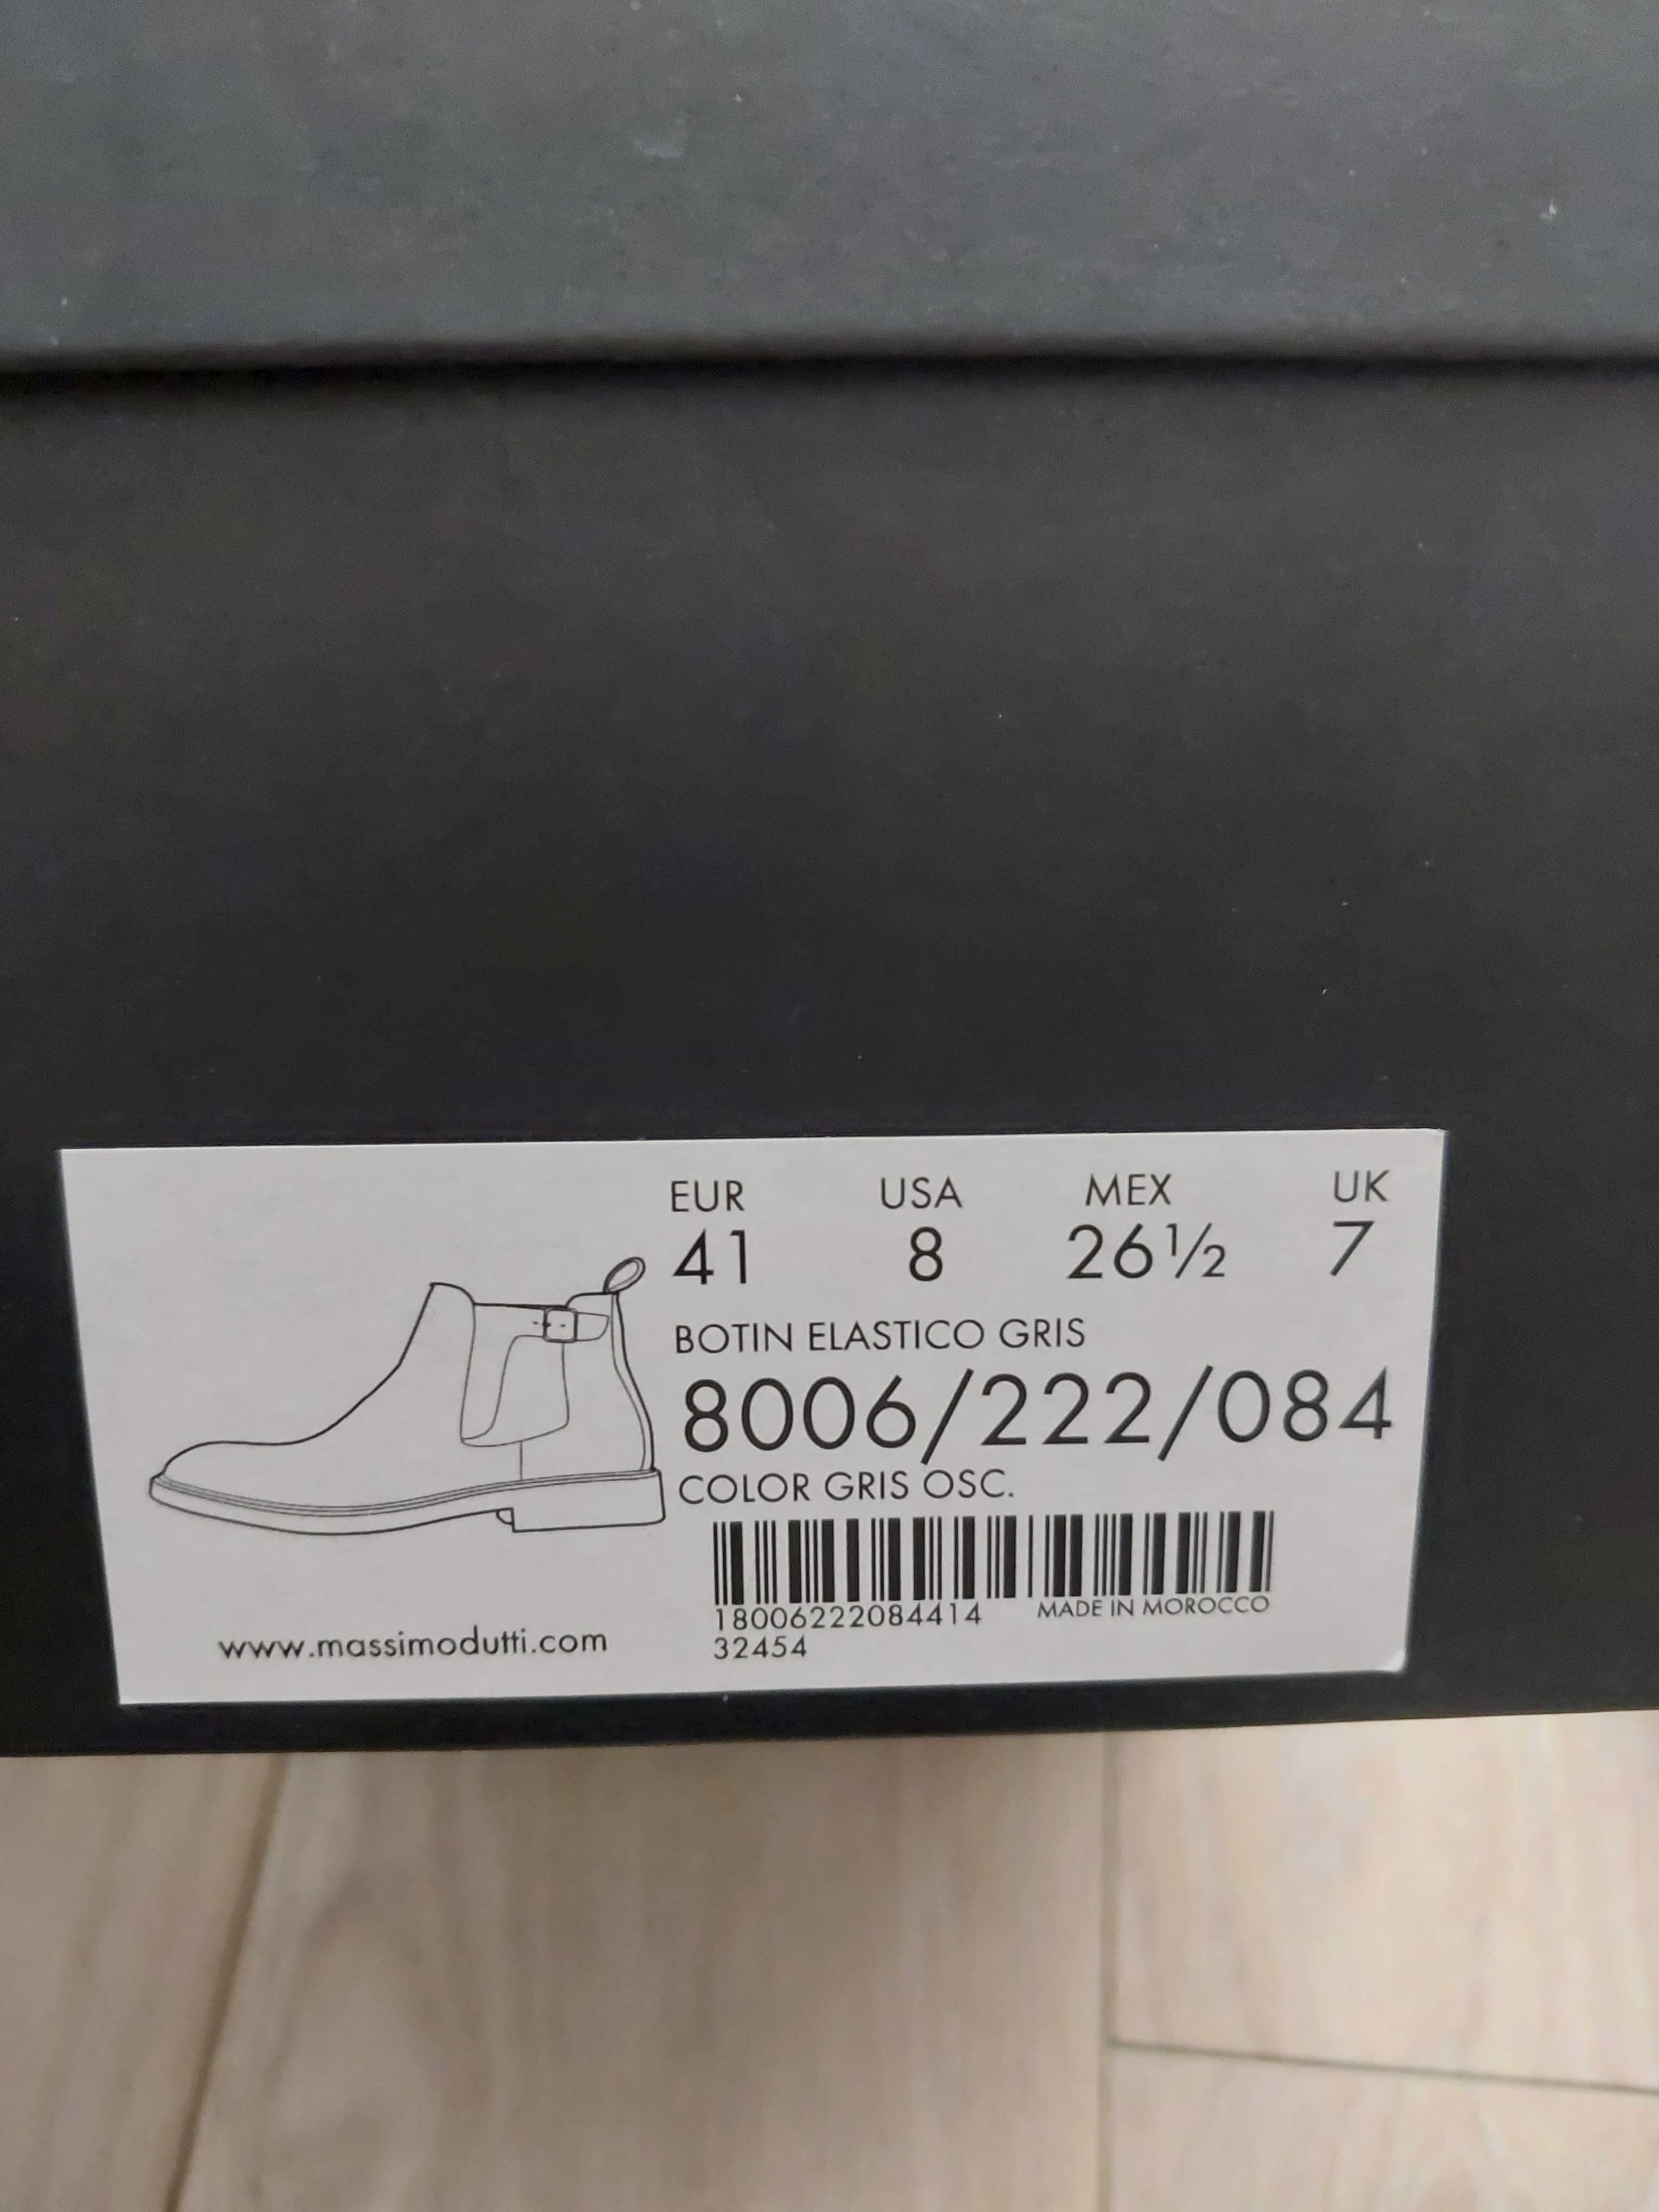 EUR USA MEX UK
41 8 26½ 7
BOTIN ELASTICO GRIS
8006/222/084
COLOR GRIS OSC.
18006222084414 MADE IN MOROCCO
32454
www.massimodutti.com